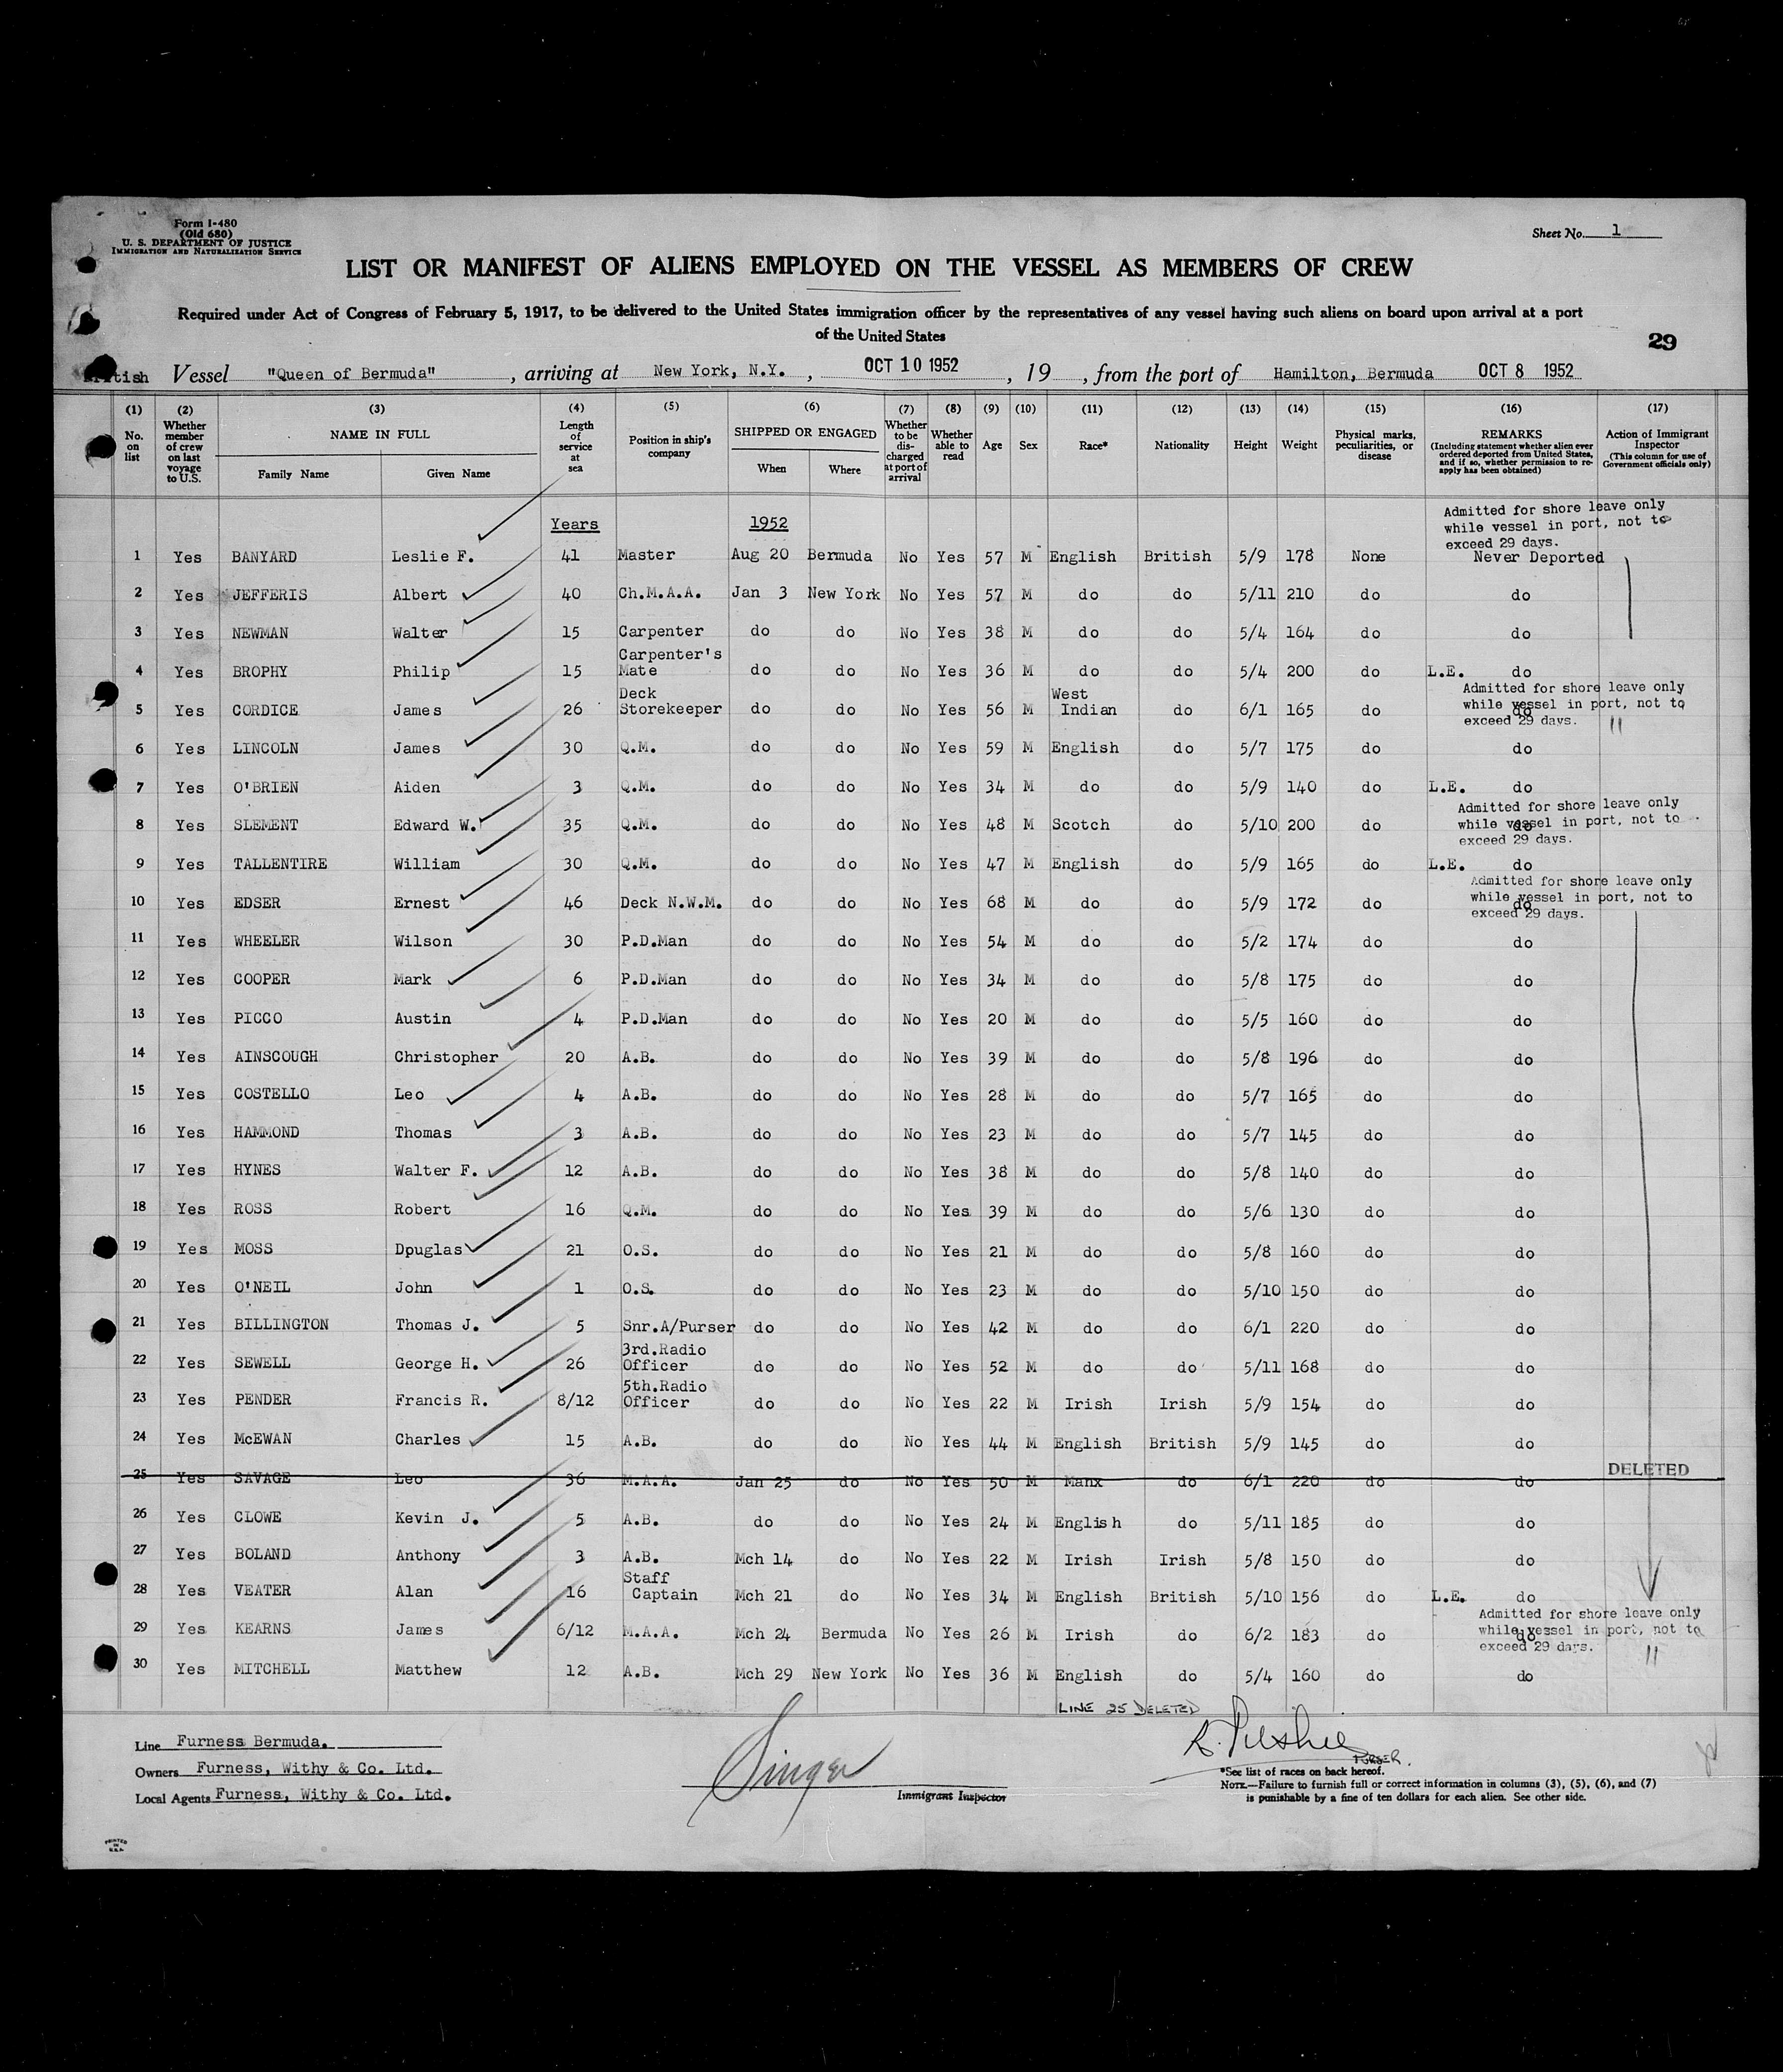 Form I-480
(Old 680)
U. S. DEPARTMENT OF JUSTICE
IMMIGRATION AND NATURALIZATION SERVICE
Sheet No. 1
LIST OR MANIFEST OF ALIENS EMPLOYED ON THE VESSEL AS MEMBERS OF CREW
Required under Act of Congress of February 5, 1917, to be delivered to the United States immigration officer by the representatives of any vessel having such aliens on board upon arrival at a port
of the United States
29
Vessel "Queen of Bermuda", arriving at New York, N.Y., OCT 10 1952, 19, from the port of Hamilton, Bermuda OCT 8 1952
(1) (2) (3) (4) (5) (6) (7) (8) (9) (10) (11) (12) (13) (14) (15) (16) (17)
No. on list Whether member of crew on last voyage to U.S. NAME IN FULL Family Name Given Name Length of service at sea Position in ship's company SHIPPED OR ENGAGED When Where Whether to be discharged at port of arrival Whether able to read Age Sex Race* Nationality Height Weight Physical marks, peculiarities, or disease REMARKS (Including statement whether alien ever ordered deported from United States, and if so, whether permission to re-apply has been obtained) Action of Immigrant Inspector (This column for use of Government officials only)
Years 1952
Admitted for shore leave only
while vessel in port, not to
exceed 29 days.
1 Yes BANYARD Leslie F. 41 Master Aug 20 Bermuda No Yes 57 M English British 5/9 178 None Never Deported
2 Yes JEFFERIS Albert 40 Ch.M.A.A. Jan 3 New York No Yes 57 M do do 5/11 210 do do
3 Yes NEWMAN Walter 15 Carpenter do do No Yes 38 M do do 5/4 164 do do
4 Yes BROPHY Philip 15 Carpenter's Mate do do No Yes 36 M do do 5/4 200 do L.E. do
Admitted for shore leave only
while vessel in port, not to
exceed 29 days.
5 Yes CORDICE James 26 Deck Storekeeper do do No Yes 56 M West Indian do 6/1 165 do do "
6 Yes LINCOLN James 30 Q.M. do do No Yes 59 M English do 5/7 175 do do
7 Yes O'BRIEN Aiden 3 Q.M. do do No Yes 34 M do do 5/9 140 do L.E. do
Admitted for shore leave only
while vessel in port, not to
exceed 29 days.
8 Yes SLEMENT Edward W. 35 Q.M. do do No Yes 48 M Scotch do 5/10 200 do do
9 Yes TALLENTIRE William 30 Q.M. do do No Yes 47 M English do 5/9 165 do L.E. do
Admitted for shore leave only
while vessel in port, not to
exceed 29 days.
10 Yes EDSER Ernest 46 Deck N.W.M. do do No Yes 68 M do do 5/9 172 do do
11 Yes WHEELER Wilson 30 P.D.Man do do No Yes 54 M do do 5/2 174 do do
12 Yes COOPER Mark 6 P.D.Man do do No Yes 34 M do do 5/8 175 do do
13 Yes PICCO Austin 4 P.D.Man do do No Yes 20 M do do 5/5 160 do do
14 Yes AINSCOUGH Christopher 20 A.B. do do No Yes 39 M do do 5/8 196 do do
15 Yes COSTELLO Leo 4 A.B. do do No Yes 28 M do do 5/7 165 do do
16 Yes HAMMOND Thomas 3 A.B. do do No Yes 23 M do do 5/7 145 do do
17 Yes HYNES Walter F. 12 A.B. do do No Yes 38 M do do 5/8 140 do do
18 Yes ROSS Robert 16 Q.M. do do No Yes 39 M do do 5/6 130 do do
19 Yes MOSS Dpuglas 21 O.S. do do No Yes 21 M do do 5/8 160 do do
20 Yes O'NEIL John 1 O.S. do do No Yes 23 M do do 5/10 150 do do
21 Yes BILLINGTON Thomas J. 5 Snr.A/Purser do do No Yes 42 M do do 6/1 220 do do
22 Yes SEWELL George H. 26 3rd.Radio Officer do do No Yes 52 M do do 5/11 168 do do
23 Yes PENDER Francis R. 8/12 5th.Radio Officer do do No Yes 22 M Irish Irish 5/9 154 do do
24 Yes McEWAN Charles 15 A.B. do do No Yes 44 M English British 5/9 145 do do
25 Yes SAVAGE Leo 36 M.A.A. Jan 25 do No Yes 50 M Manx do 6/1 220 do do DELETED
26 Yes CLOWE Kevin J. 5 A.B. do do No Yes 24 M English do 5/11 185 do do
27 Yes BOLAND Anthony 3 A.B. Mch 14 do No Yes 22 M Irish Irish 5/8 150 do do
28 Yes VEATER Alan 16 Staff Captain Mch 21 do No Yes 34 M English British 5/10 156 do L.E. do
Admitted for shore leave only
while vessel in port, not to
exceed 29 days.
29 Yes KEARNS James 6/12 M.A.A. Mch 24 Bermuda No Yes 26 M Irish do 6/2 183 do do "
30 Yes MITCHELL Matthew 12 A.B. Mch 29 New York No Yes 36 M English do 5/4 160 do do
LINE 25 DELETED
Line Furness Bermuda.
Owners Furness, Withy & Co. Ltd.
Local Agents Furness, Withy & Co. Ltd.
Singer
Immigrant Inspector
PURSER.
*See list of races on back hereof.
NOTE.—Failure to furnish full or correct information in columns (3), (5), (6), and (7)
is punishable by a fine of ten dollars for each alien. See other side.
PRINTED
IN
U.S.A.